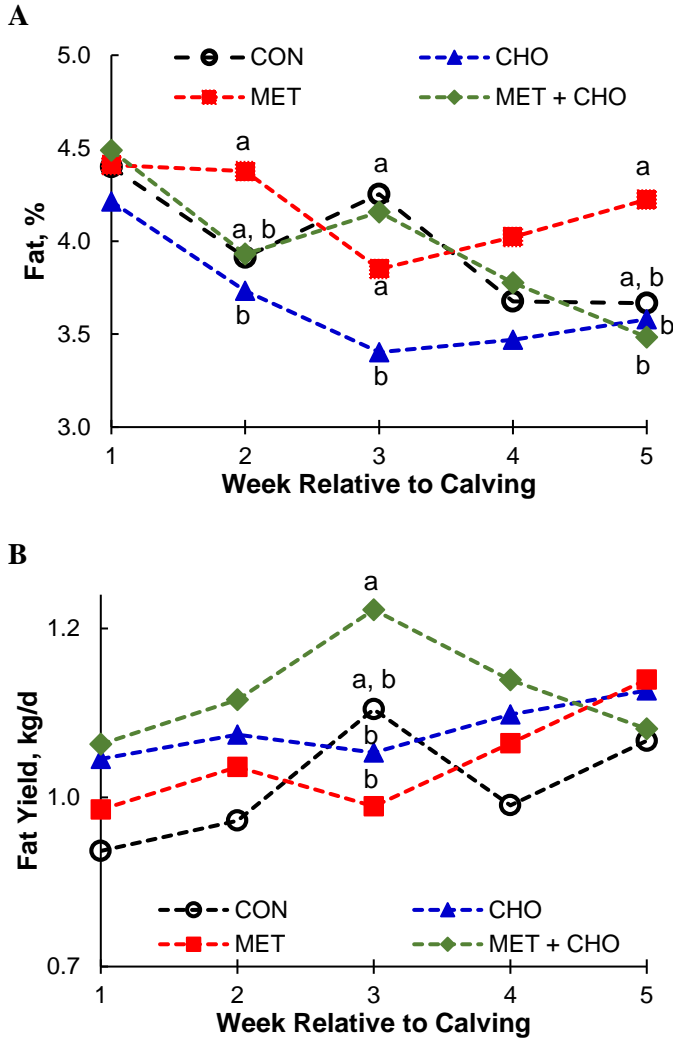 A
5.0
CON
CHO
MET
MET + CHO
4.5
a
a
a
Fat, %
4.0
a, b
a
a, b
3.5
b
b
b
b
3.0
1 2 3 4 5
Week Relative to Calving
B
a
1.2
a, b
b
b
Fat Yield, kg/d
1.0
CON
CHO
MET
MET + CHO
0.7
1 2 3 4 5
Week Relative to Calving